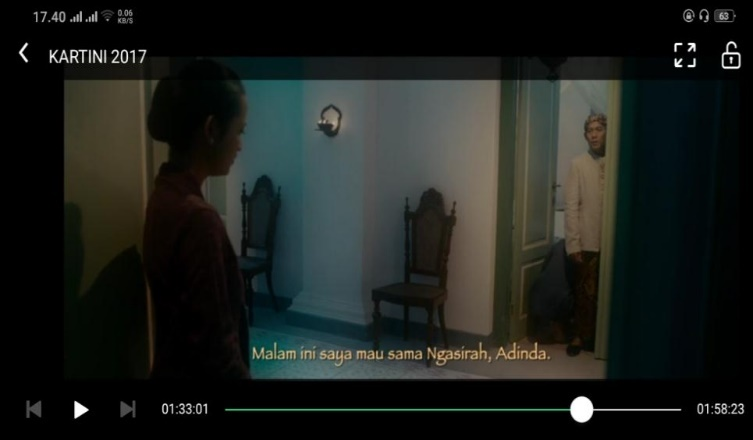 17.40 0.06 KB/S 63
KARTINI 2017
Malam ini saya mau sama Ngasirah, Adinda.
01:33:01 01:58:23